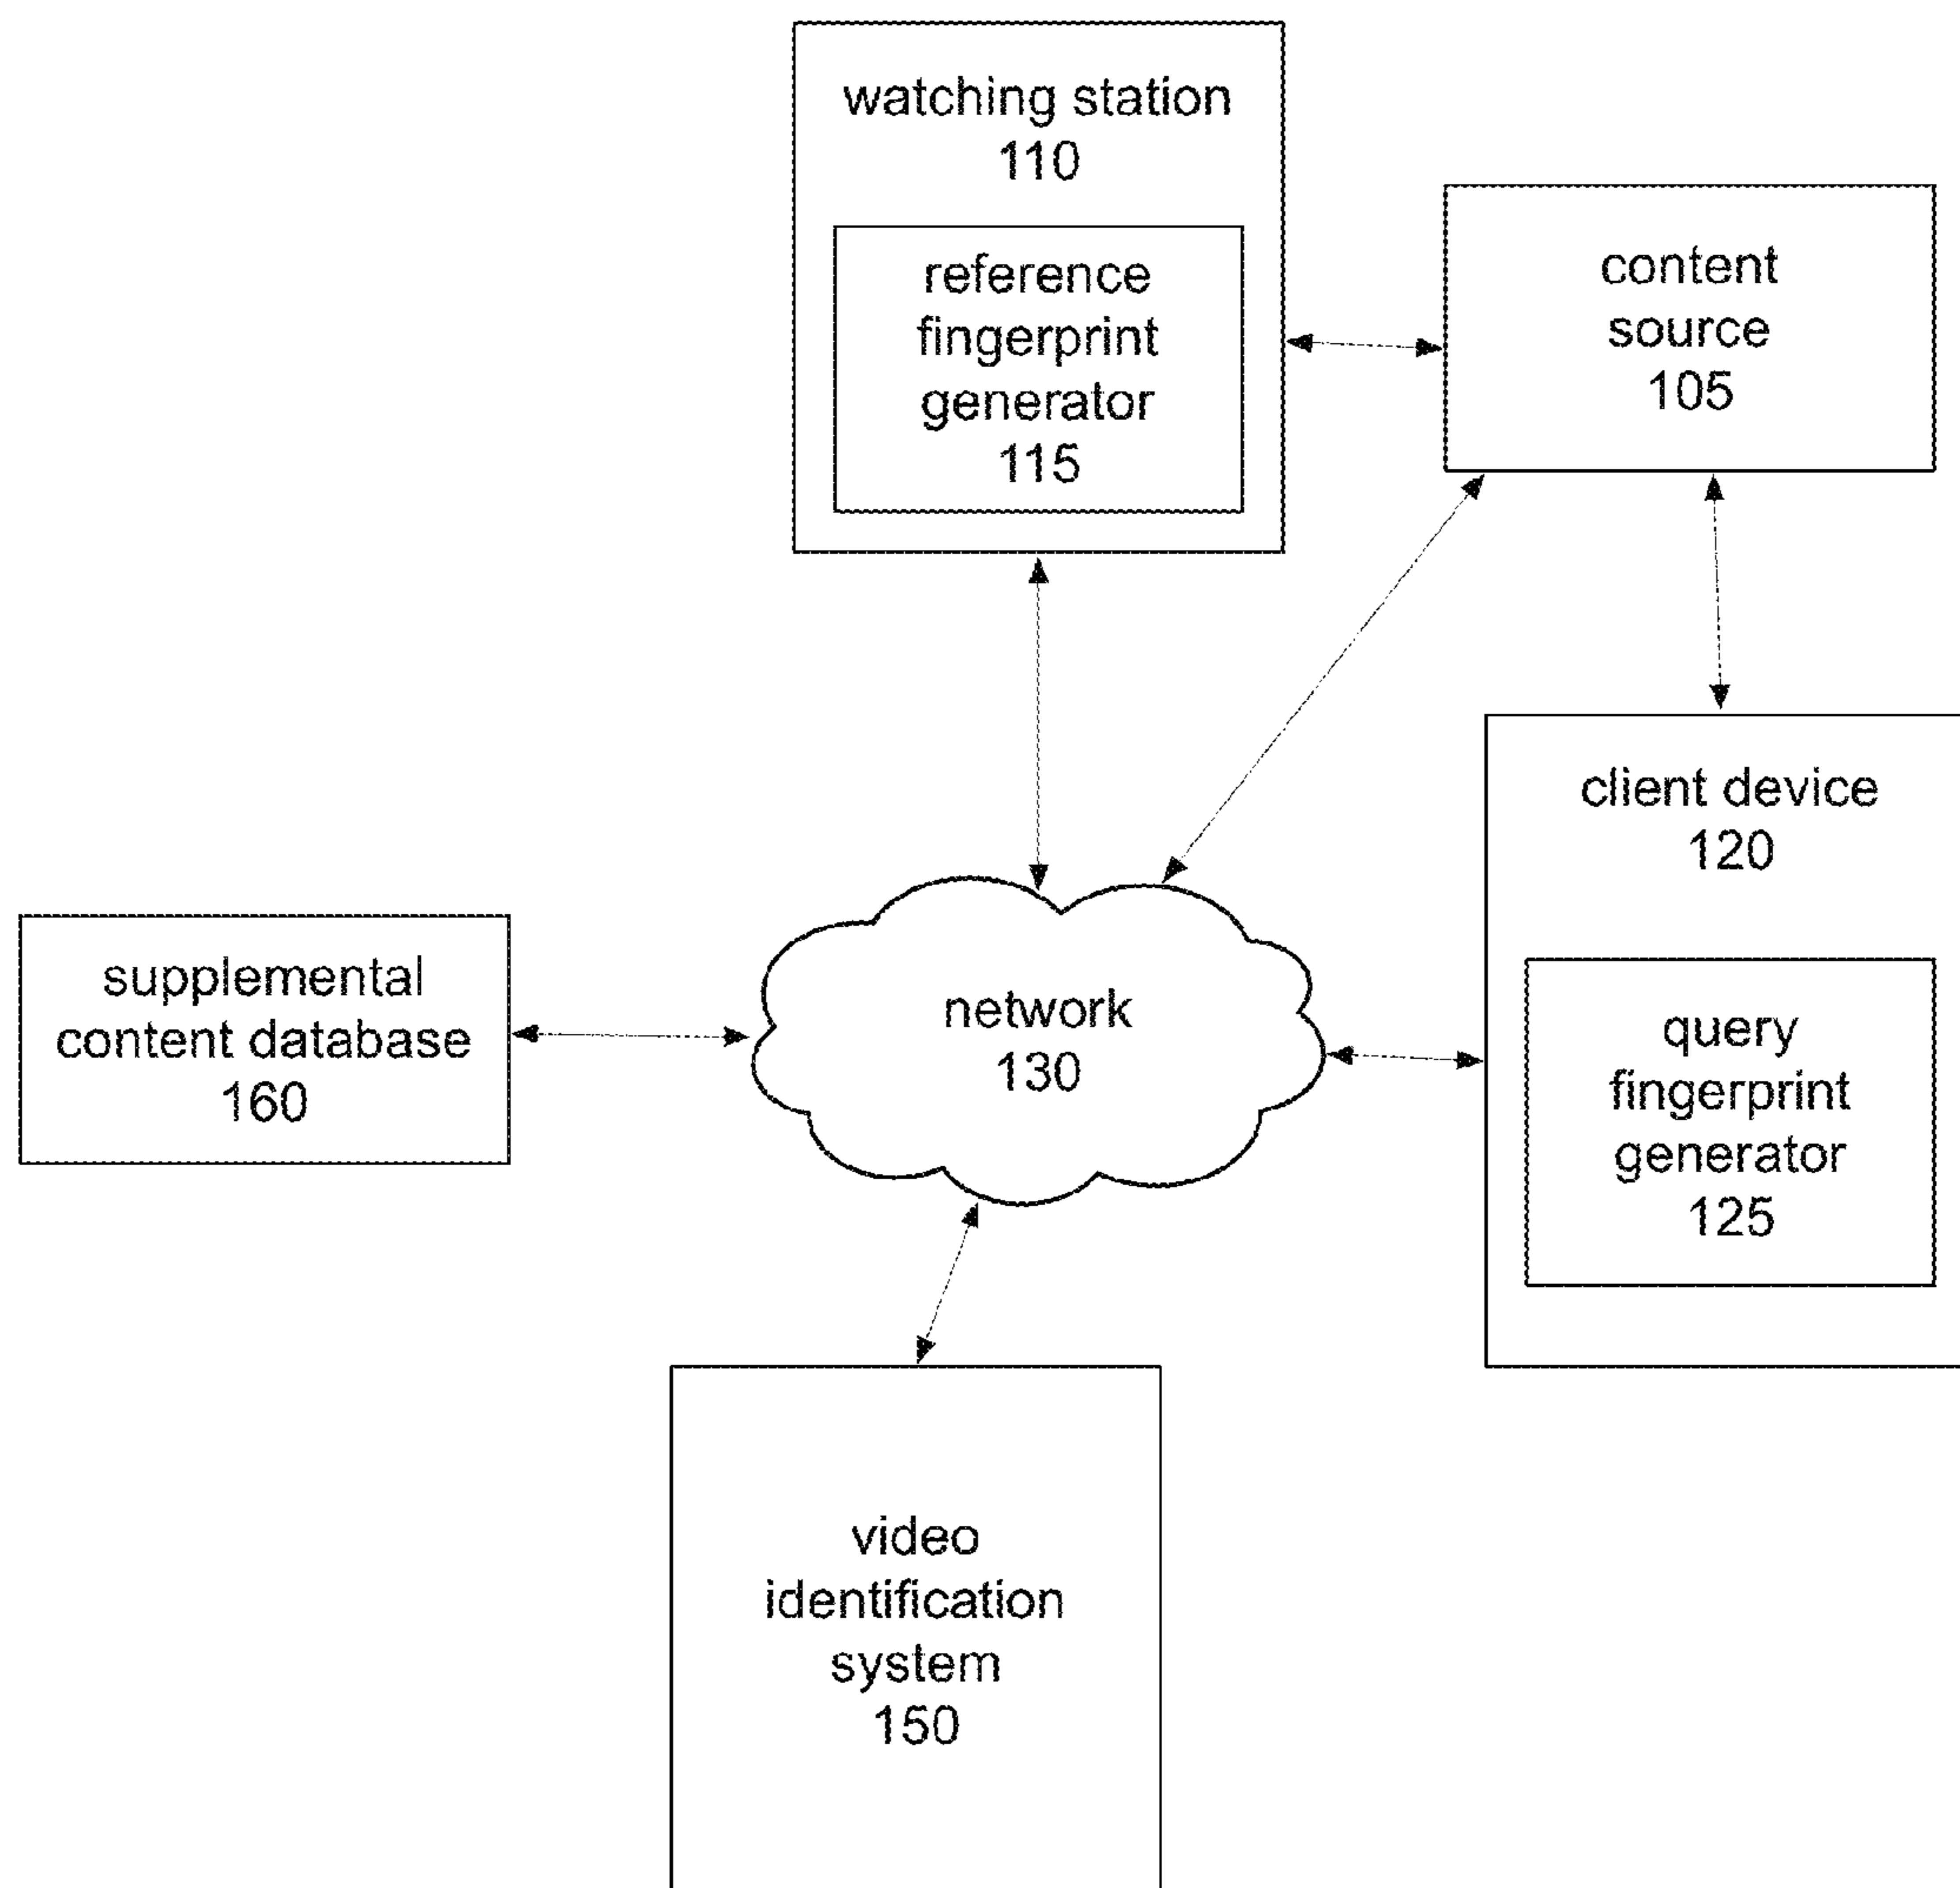 watching station
110
reference
fingerprint
generator
115
content
source
105
client device
120
query
fingerprint
generator
125
supplemental
content database
160
network
130
video
identification
system
150